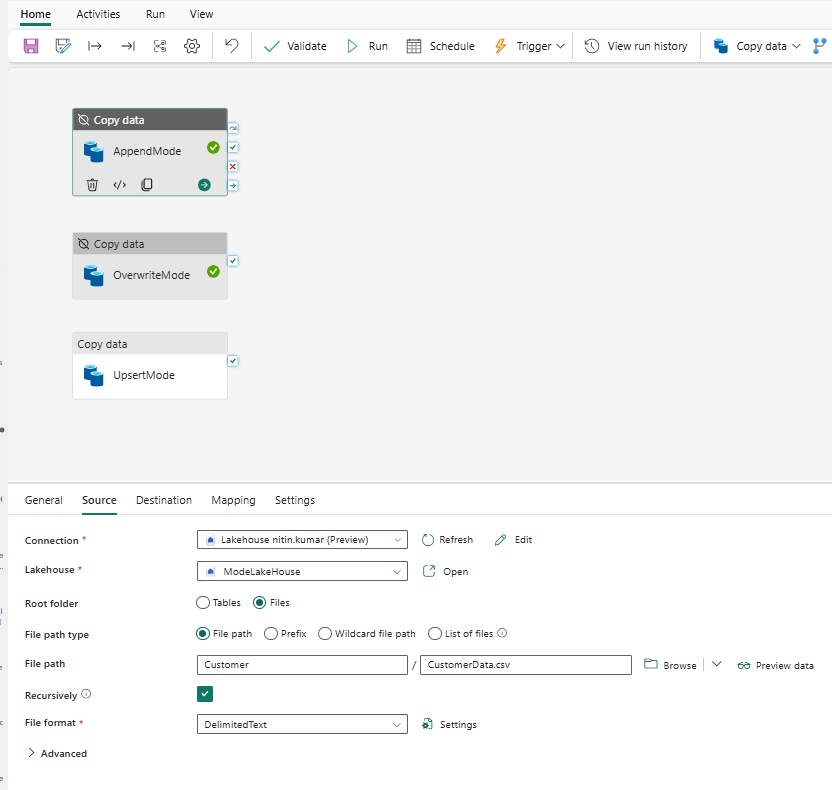 Home Activities Run View
Validate Run Schedule Trigger View run history Copy data
Copy data
AppendMode
Copy data
OverwriteMode
Copy data
UpsertMode
General Source Destination Mapping Settings
Connection * Lakehouse nitin.kumar (Preview) Refresh Edit
Lakehouse * ModeLakeHouse Open
Root folder Tables Files
File path type File path Prefix Wildcard file path List of files
File path Customer / CustomerData.csv Browse Preview data
Recursively
File format * DelimitedText Settings
Advanced